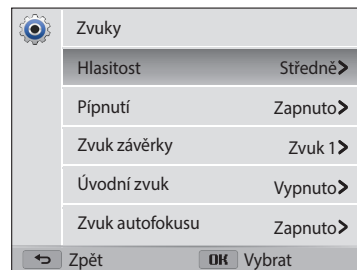 Zvuky
Hlasitost Středně
Pípnutí Zapnuto
Zvuk závěrky Zvuk 1
Úvodní zvuk Vypnuto
Zvuk autofokusu Zapnuto
Zpět OK Vybrat